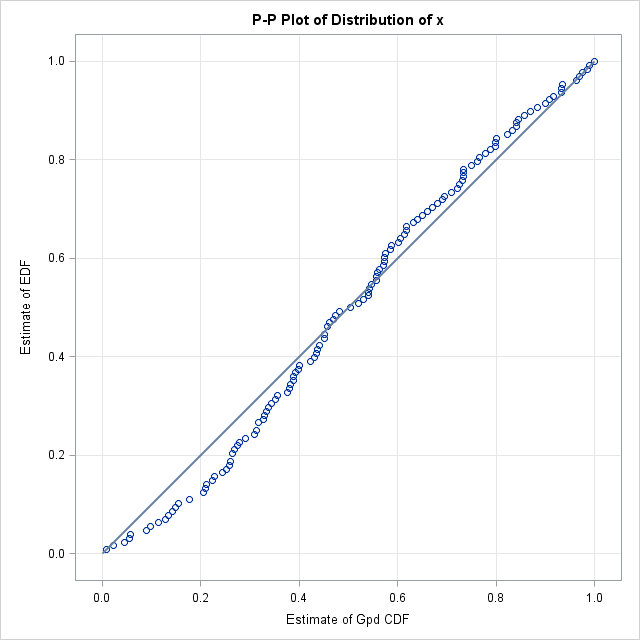 P-P Plot of Distribution of x
1.0
0.8
0.6
0.4
0.2
0.0
Estimate of EDF
0.0 0.2 0.4 0.6 0.8 1.0
Estimate of Gpd CDF